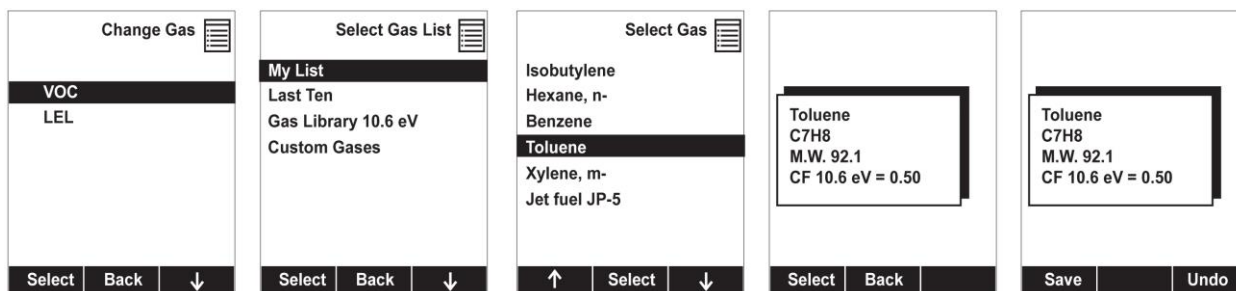 Change Gas
VOC
LEL
Select Back ↓
Select Gas List
My List
Last Ten
Gas Library 10.6 eV
Custom Gases
Select Back ↓
Select Gas
Isobutylene
Hexane, n-
Benzene
Toluene
Xylene, m-
Jet fuel JP-5
↑ Select ↓
Toluene
C7H8
M.W. 92.1
CF 10.6 eV = 0.50
Select Back
Toluene
C7H8
M.W. 92.1
CF 10.6 eV = 0.50
Save Undo